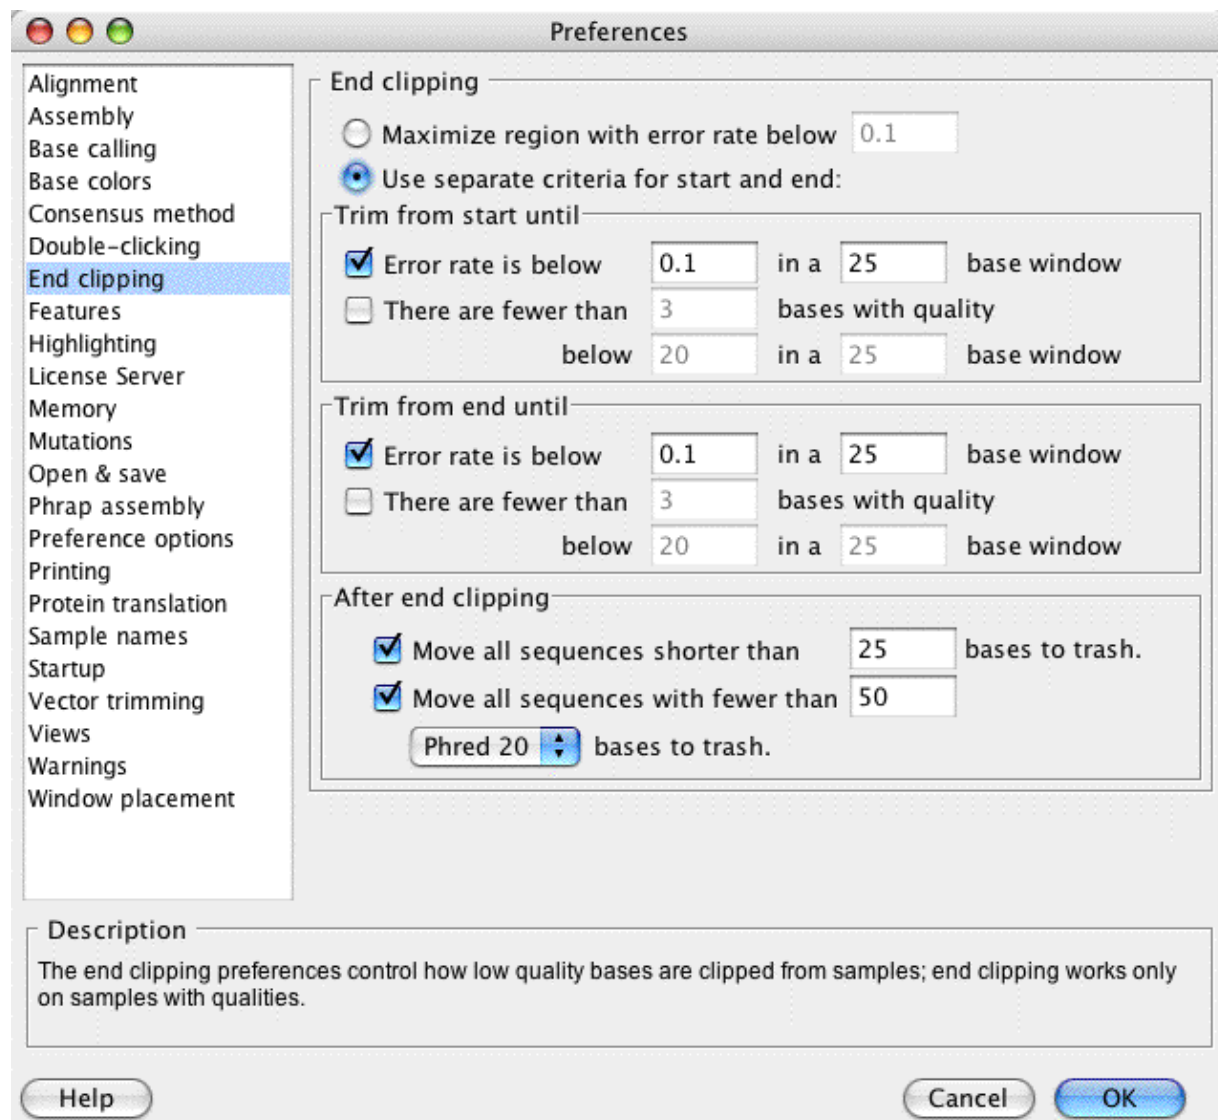 Preferences
Alignment
Assembly
Base calling
Base colors
Consensus method
Double-clicking
End clipping
Features
Highlighting
License Server
Memory
Mutations
Open & save
Phrap assembly
Preference options
Printing
Protein translation
Sample names
Startup
Vector trimming
Views
Warnings
Window placement
End clipping
Maximize region with error rate below 0.1
Use separate criteria for start and end:
Trim from start until
Error rate is below 0.1 in a 25 base window
There are fewer than 3 bases with quality
below 20 in a 25 base window
Trim from end until
Error rate is below 0.1 in a 25 base window
There are fewer than 3 bases with quality
below 20 in a 25 base window
After end clipping
Move all sequences shorter than 25 bases to trash.
Move all sequences with fewer than 50
Phred 20 bases to trash.
Description
The end clipping preferences control how low quality bases are clipped from samples; end clipping works only
on samples with qualities.
Help Cancel OK